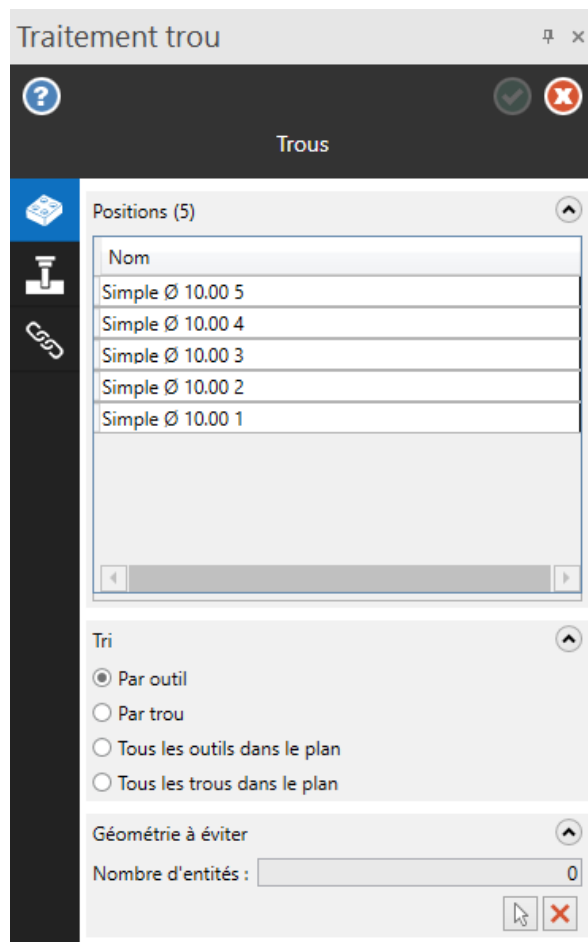 Traitement trou
Trous
Positions (5)
Nom
Simple Ø 10.00 5
Simple Ø 10.00 4
Simple Ø 10.00 3
Simple Ø 10.00 2
Simple Ø 10.00 1
Tri
Par outil
Par trou
Tous les outils dans le plan
Tous les trous dans le plan
Géométrie à éviter
Nombre d'entités : 0